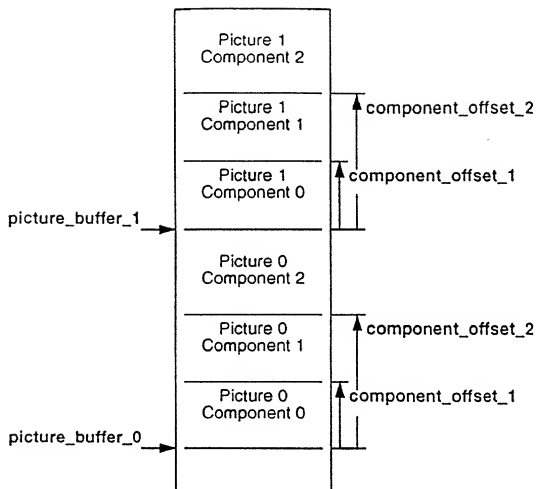 Picture 1
Component 2
component_offset_2
Picture 1
Component 1
component_offset_1
Picture 1
Component 0
picture_buffer_1
Picture 0
Component 2
component_offset_2
Picture 0
Component 1
component_offset_1
Picture 0
Component 0
picture_buffer_0